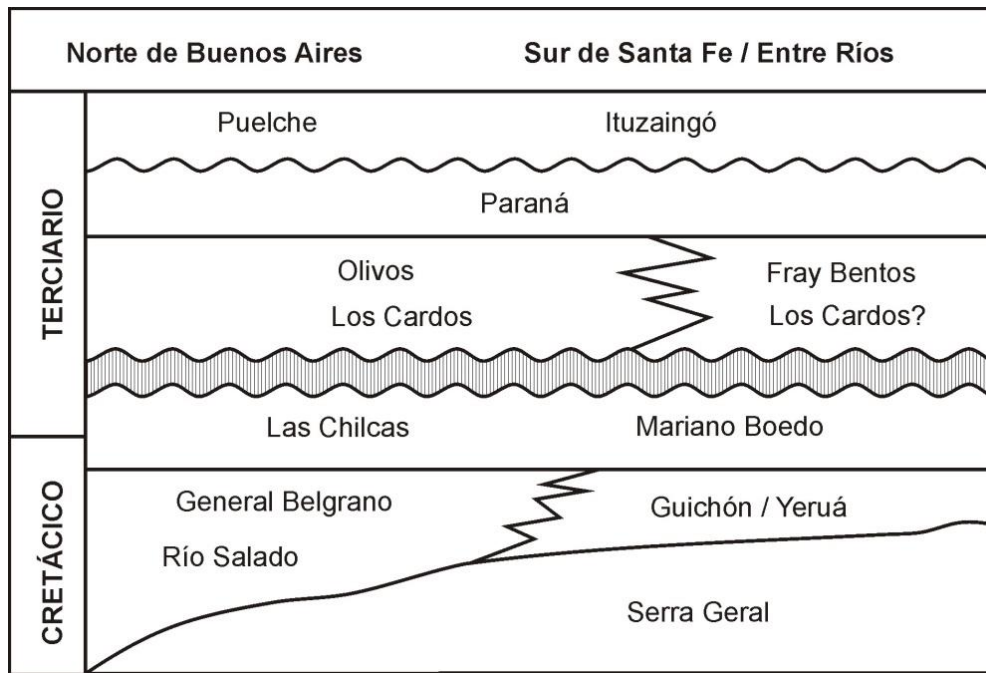 Norte de Buenos Aires
Sur de Santa Fe / Entre Ríos
TERCIARIO
Puelche
Ituzaingó
Paraná
Olivos
Los Cardos
Fray Bentos
Los Cardos?
Las Chilcas
Mariano Boedo
CRETÁCICO
General Belgrano
Río Salado
Guichón / Yeruá
Serra Geral